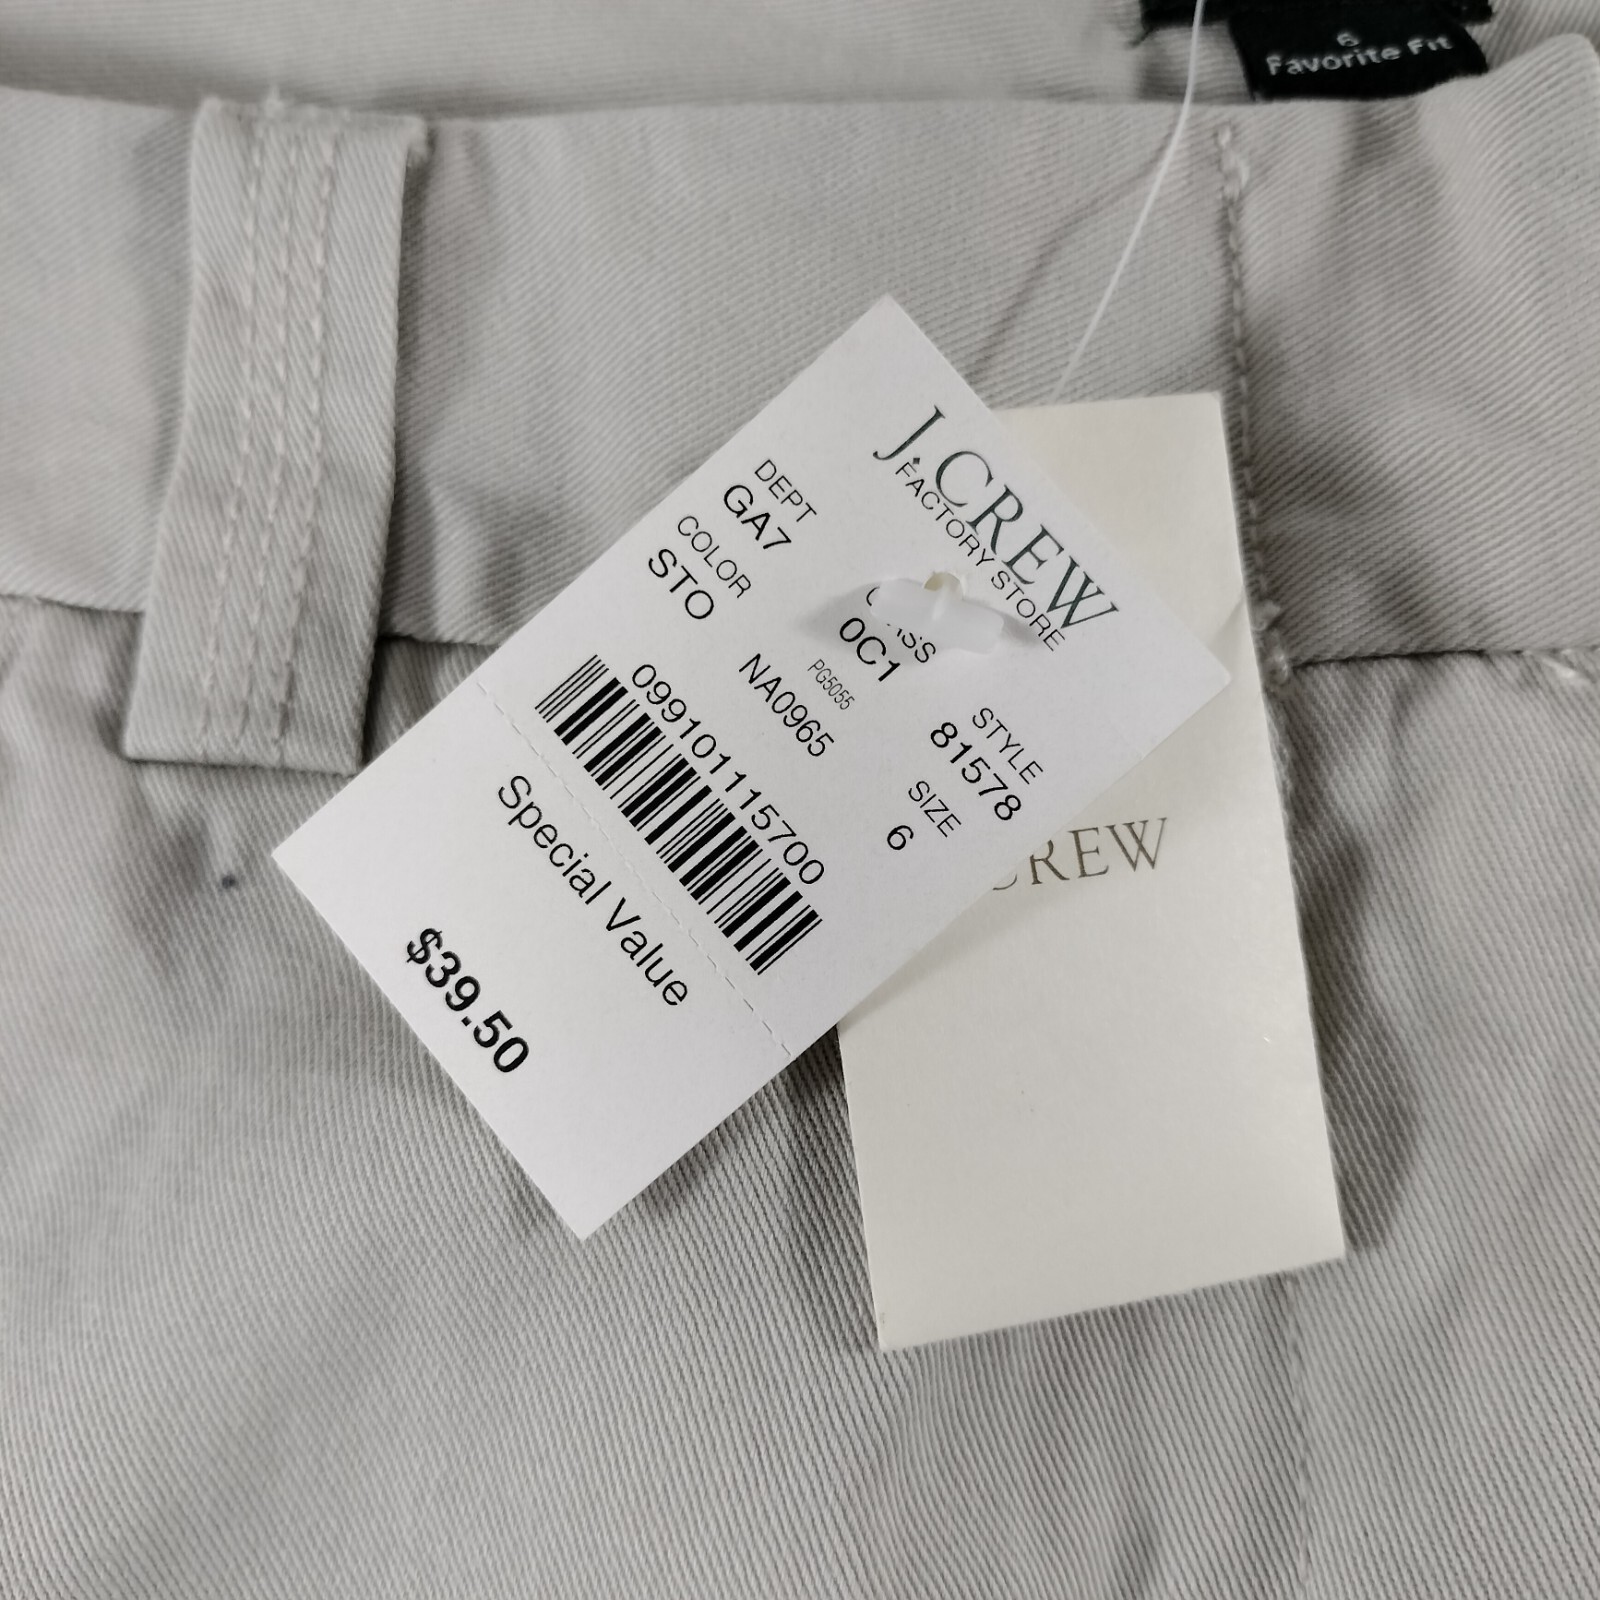 6
Favorite Fit
J.CREW
FACTORY STORE
DEPT
GA7
0C1
STYLE
81578
COLOR
STO
PG5055
SIZE
6
NA0965
099101115700
Special Value
$39.50
CREW